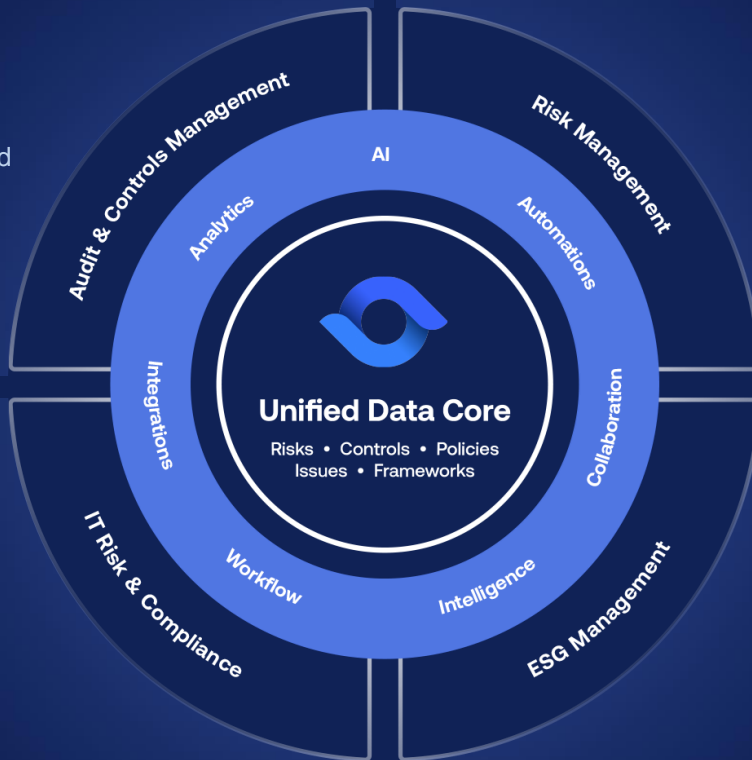 d
Audit & Controls Management
Risk Management
AI
Analytics
Automations
Integrations
Collaboration
Unified Data Core
Risks • Controls • Policies
Issues • Frameworks
Workflow
Intelligence
IT Risk & Compliance
ESG Management